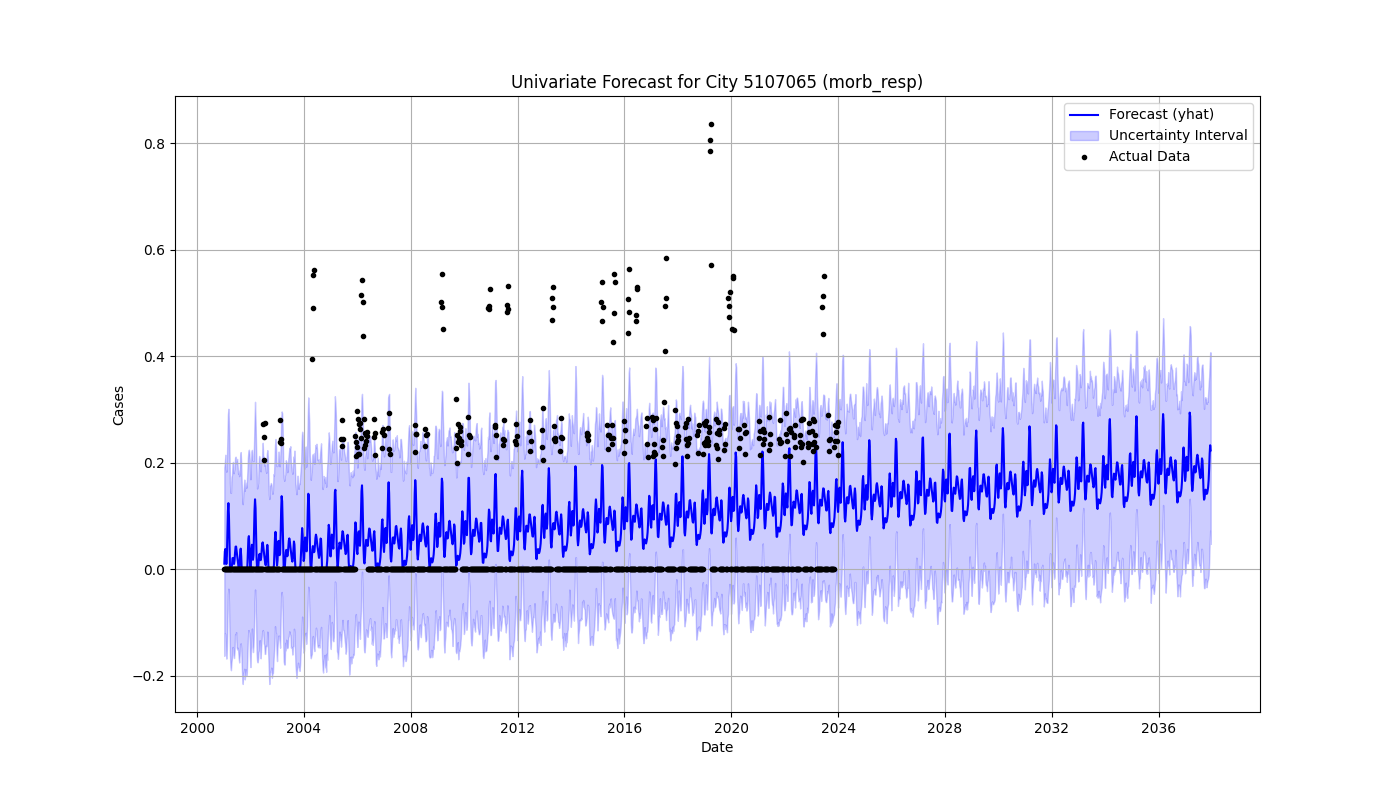 Univariate Forecast for City 5107065 (morb_resp)
Forecast (yhat)
Uncertainty Interval
Actual Data
Cases
0.8
0.6
0.4
0.2
0.0
−0.2
2000 2004 2008 2012 2016 2020 2024 2028 2032 2036
Date